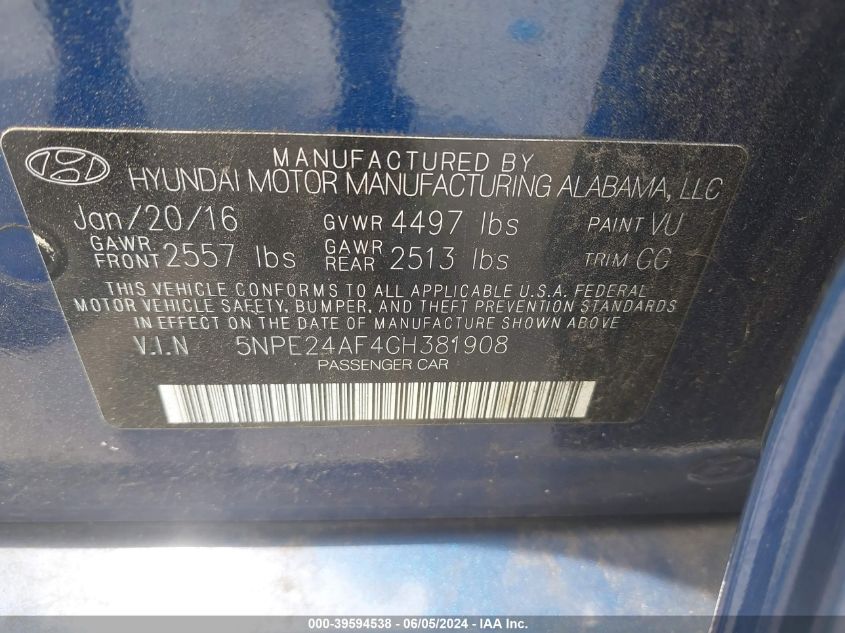 MANUFACTURED BY
HYUNDAI MOTOR MANUFACTURING ALABAMA, LLC
Jan/20/16 GVWR 4497 lbs PAINT VU
GAWR FRONT 2557 lbs GAWR REAR 2513 lbs TRIM GG
THIS VEHICLE CONFORMS TO ALL APPLICABLE U.S.A. FEDERAL
MOTOR VEHICLE SAFETY, BUMPER, AND THEFT PREVENTION STANDARDS
IN EFFECT ON THE DATE OF MANUFACTURE SHOWN ABOVE.
V.I.N 5NPE24AF4GH381908
PASSENGER CAR
000-39594538 - 06/05/2024 - IAA Inc.